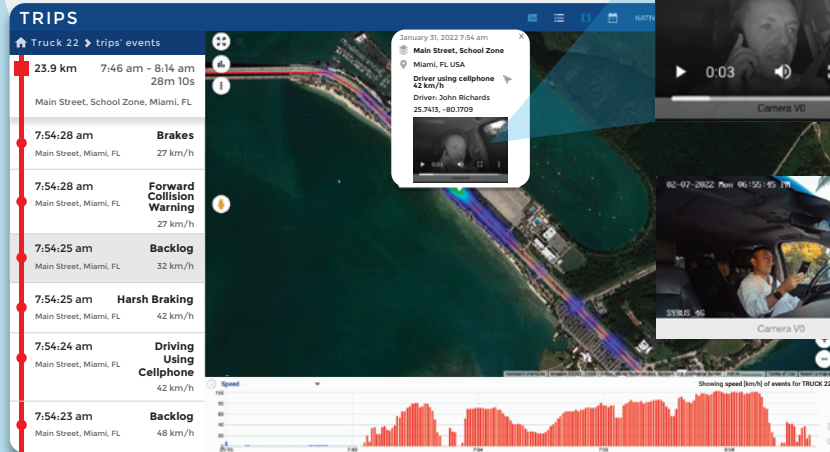 TRIPS
NATT
Truck 22 > trips' events
23.9 km 7:46 am - 8:14 am
28m 10s
Main Street, School Zone, Miami, FL
7:54:28 am Brakes
Main Street, Miami, FL 27 km/h
7:54:28 am Forward
Collision
Warning
Main Street, Miami, FL
27 km/h
7:54:25 am Backlog
Main Street, Miami, FL 32 km/h
7:54:25 am Harsh Braking
Main Street, Miami, FL 42 km/h
7:54:24 am Driving
Using
Cellphone
Main Street, Miami, FL
42 km/h
7:54:23 am Backlog
Main Street, Miami, FL 48 km/h
January 31, 2022 7:54 am X
Main Street, School Zone
Miami, FL USA
Driver using cellphone
42 km/h
Driver: John Richards
25.7413, -80.1709
0:03
0:03
Camera V0
02-07-2022 Mon 06:55:45 PM
SYRUS 4G
Camera V0
Speed
Showing speed [km/h] of events for TRUCK 22
100
80
60
40
20
7:54